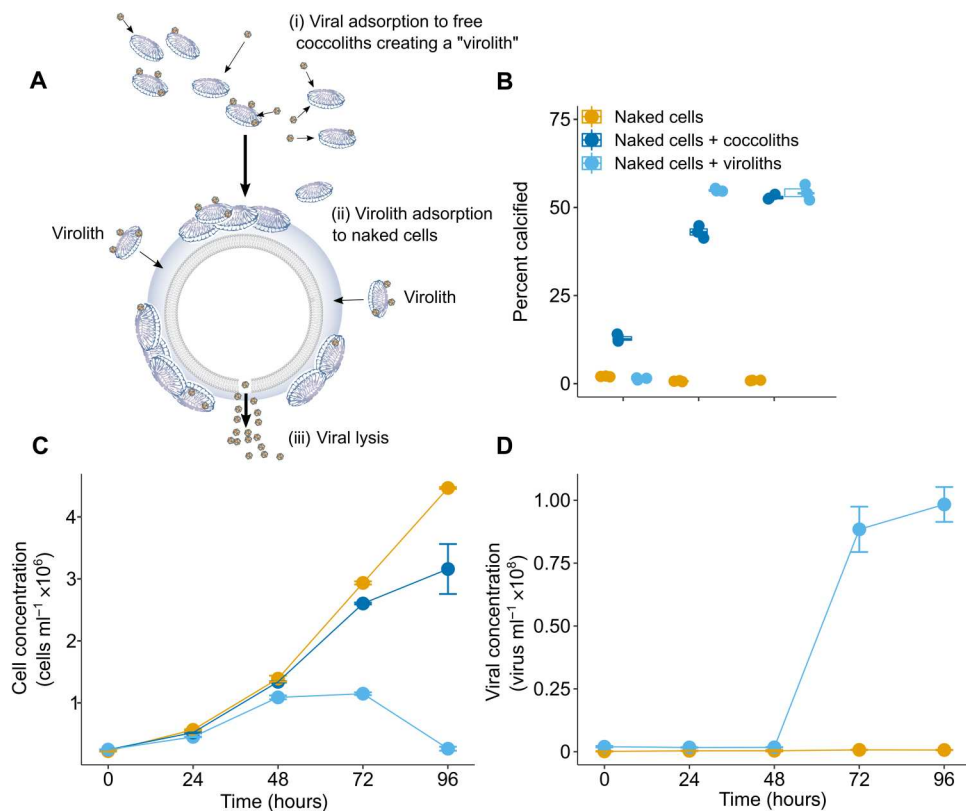 A
(i) Viral adsorption to free
coccoliths creating a "virolith"
(ii) Virolith adsorption
to naked cells
Virolith
Virolith
(iii) Viral lysis
B
Naked cells
Naked cells + coccoliths
Naked cells + viroliths
Percent calcified
75
50
25
0
C
Cell concentration
(cells ml⁻¹ ×10⁶)
4
3
2
1
0 24 48 72 96
Time (hours)
D
Viral concentration
(virus ml⁻¹ ×10⁸)
1.00
0.75
0.50
0.25
0
0 24 48 72 96
Time (hours)